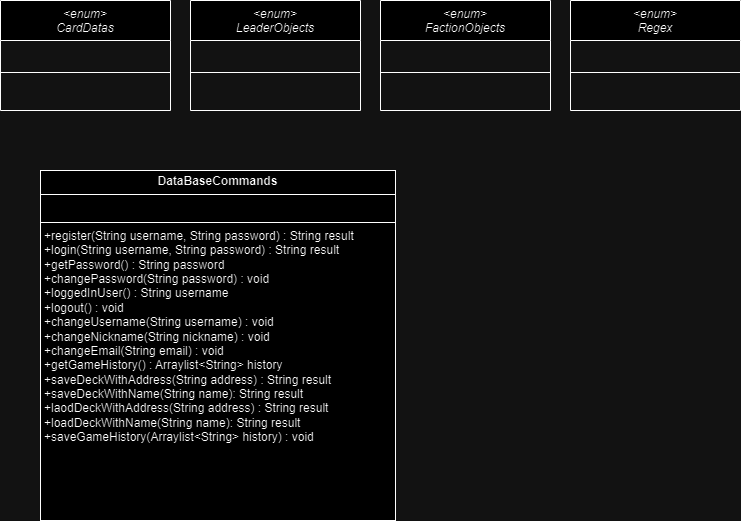 <enum>
CardDatas
<enum>
LeaderObjects
<enum>
FactionObjects
<enum>
Regex
DataBaseCommands
+register(String username, String password) : String result
+login(String username, String password) : String result
+getPassword() : String password
+changePassword(String password) : void
+loggedInUser() : String username
+logout() : void
+changeUsername(String username) : void
+changeNickname(String nickname) : void
+changeEmail(String email) : void
+getGameHistory() : Arraylist<String> history
+saveDeckWithAddress(String address) : String result
+saveDeckWithName(String name): String result
+laodDeckWithAddress(String address) : String result
+loadDeckWithName(String name): String result
+saveGameHistory(Arraylist<String> history) : void